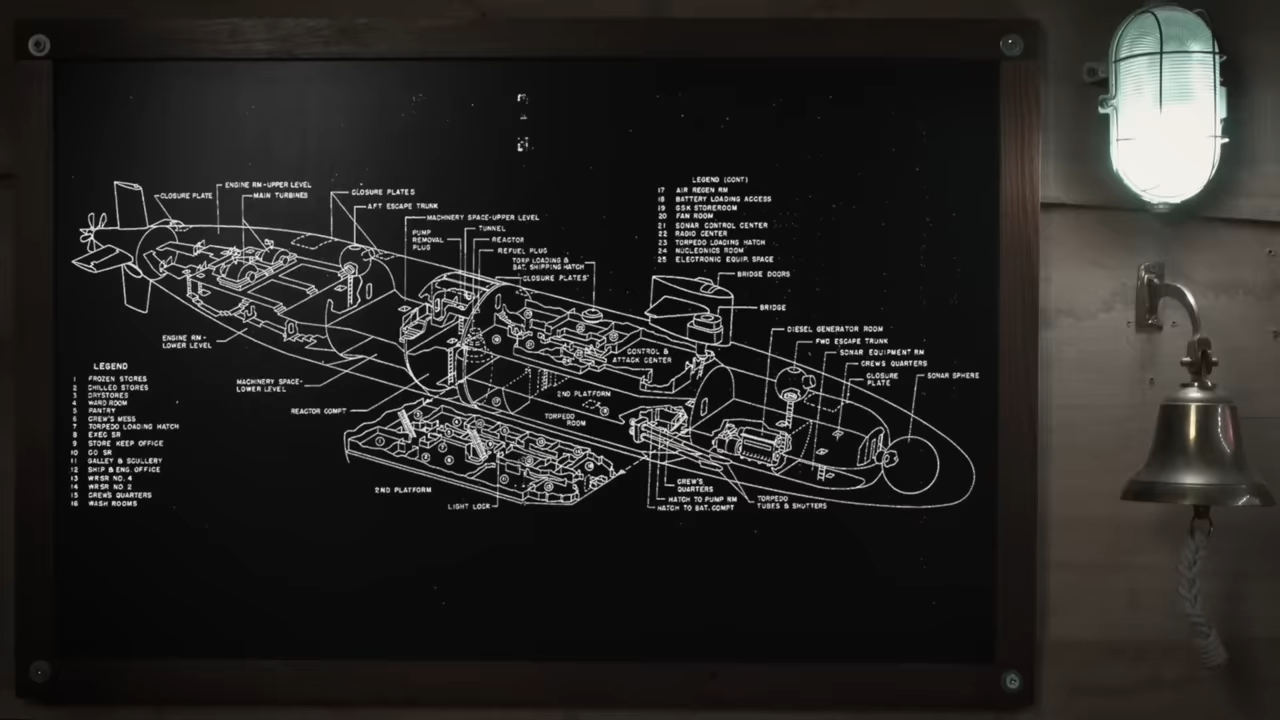 CLOSURE PLATE
ENGINE RM-UPPER LEVEL
MAIN TURBINES
CLOSURE PLATES
AFT ESCAPE TRUNK
MACHINERY SPACE-UPPER LEVEL
PUMP
REMOVAL
PLUG
TUNNEL
REACTOR
REFUEL PLUG
TORP LOADING &
BAT. SHIPPING HATCH
CLOSURE PLATES
LEGEND (CONT)
17 AIR REGEN RM
18 BATTERY LOADING ACCESS
19 GSK STOREROOM
20 FAN ROOM
21 SONAR CONTROL CENTER
22 RADIO CENTER
23 TORPEDO LOADING HATCH
24 NUCLEONICS ROOM
25 ELECTRONIC EQUIP. SPACE
BRIDGE DOORS
BRIDGE
DIESEL GENERATOR ROOM
FWD ESCAPE TRUNK
SONAR EQUIPMENT RM
CREWS QUARTERS
CLOSURE
PLATE
SONAR SPHERE
ENGINE RM-
LOWER LEVEL
MACHINERY SPACE-
LOWER LEVEL
REACTOR COMPT
CONTROL &
ATTACK CENTER
2ND PLATFORM
TORPEDO
ROOM
LEGEND
1 FROZEN STORES
2 CHILLED STORES
3 DRYSTORES
4 WARD ROOM
5 PANTRY
6 CREW'S MESS
7 TORPEDO LOADING HATCH
8 EXEC SR
9 STORE KEEP OFFICE
10 CO SR
11 GALLEY & SCULLERY
12 SHIP & ENG. OFFICE
13 WRSR NO. 4
14 WRSR NO 2
15 CREWS QUARTERS
16 WASH ROOMS
2ND PLATFORM
LIGHT LOCK
CREW'S
QUARTERS
HATCH TO PUMP RM
HATCH TO BAT. COMPT
TORPEDO
TUBES & SHUTTERS